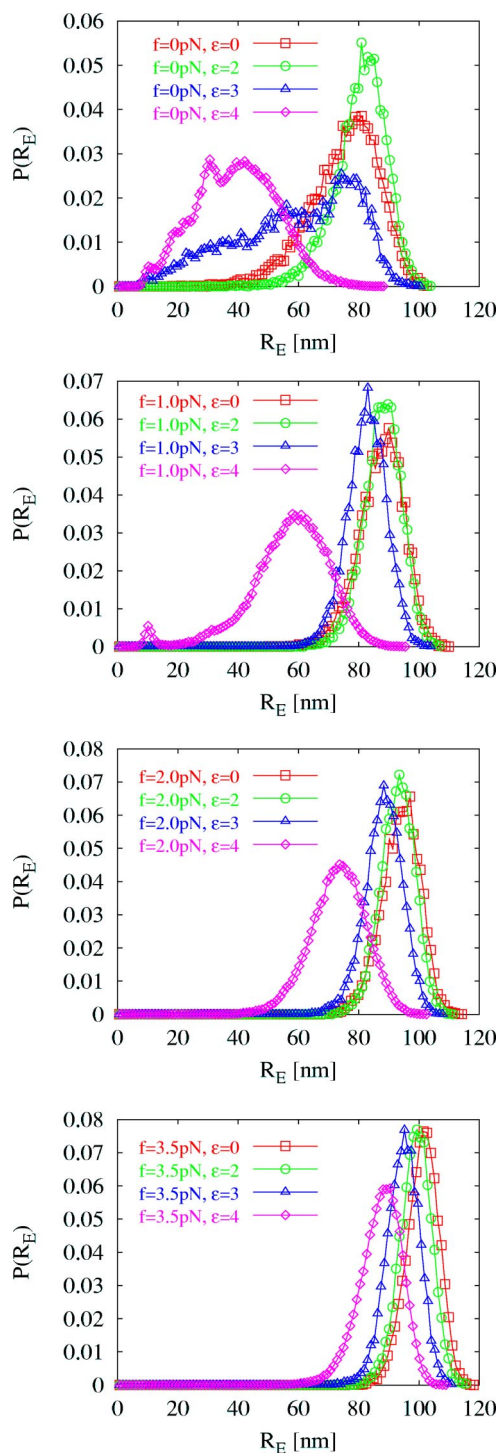 f=0pN, ε=0
f=0pN, ε=2
f=0pN, ε=3
f=0pN, ε=4
P(R_E)
0.06
0.05
0.04
0.03
0.02
0.01
0
0 20 40 60 80 100 120
R_E [nm]
f=1.0pN, ε=0
f=1.0pN, ε=2
f=1.0pN, ε=3
f=1.0pN, ε=4
P(R_E)
0.07
0.06
0.05
0.04
0.03
0.02
0.01
0
0 20 40 60 80 100 120
R_E [nm]
f=2.0pN, ε=0
f=2.0pN, ε=2
f=2.0pN, ε=3
f=2.0pN, ε=4
P(R_E)
0.08
0.07
0.06
0.05
0.04
0.03
0.02
0.01
0
0 20 40 60 80 100 120
R_E [nm]
f=3.5pN, ε=0
f=3.5pN, ε=2
f=3.5pN, ε=3
f=3.5pN, ε=4
P(R_E)
0.08
0.07
0.06
0.05
0.04
0.03
0.02
0.01
0
0 20 40 60 80 100 120
R_E [nm]